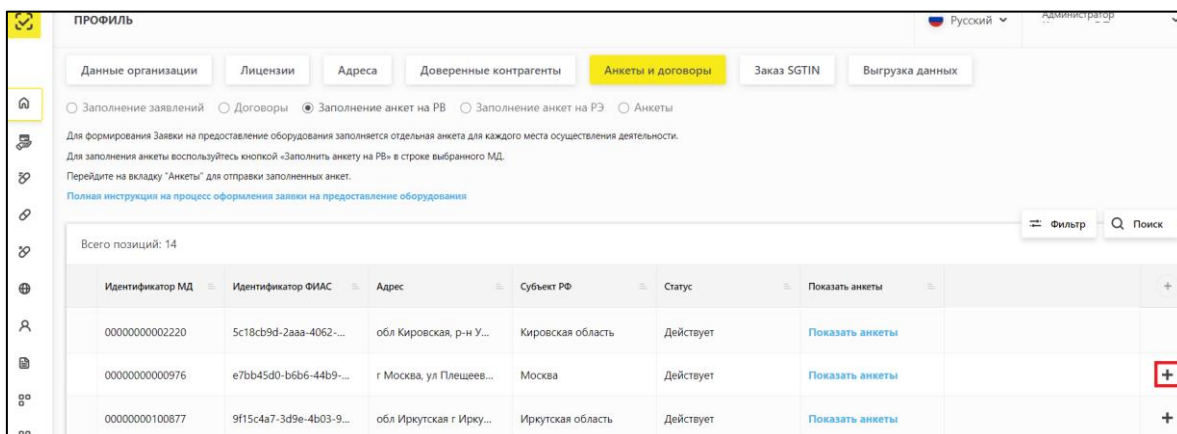 ПРОФИЛЬ
Русский
Администратор
Данные организации Лицензии Адреса Доверенные контрагенты Анкеты и договоры Заказ SGTIN Выгрузка данных
Заполнение заявлений Договоры Заполнение анкет на РВ Заполнение анкет на РЭ Анкеты
Для формирования Заявки на предоставление оборудования заполняется отдельная анкета для каждого места осуществления деятельности.
Для заполнения анкеты воспользуйтесь кнопкой «Заполнить анкету на РВ» в строке выбранного МД.
Перейдите на вкладку "Анкеты" для отправки заполненных анкет.
Полная инструкция на процесс оформления заявки на предоставление оборудования
Фильтр Поиск
Всего позиций: 14
Идентификатор МД Идентификатор ФИАС Адрес Субъект РФ Статус Показать анкеты
00000000002220 5c18cb9d-2aaa-4062-... обл Кировская, р-н У... Кировская область Действует Показать анкеты
00000000000976 e7bb45d0-b6b6-44b9-... г Москва, ул Плещеев... Москва Действует Показать анкеты
00000000100877 9f15c4a7-3d9e-4b03-9... обл Иркутская г Ирку... Иркутская область Действует Показать анкеты